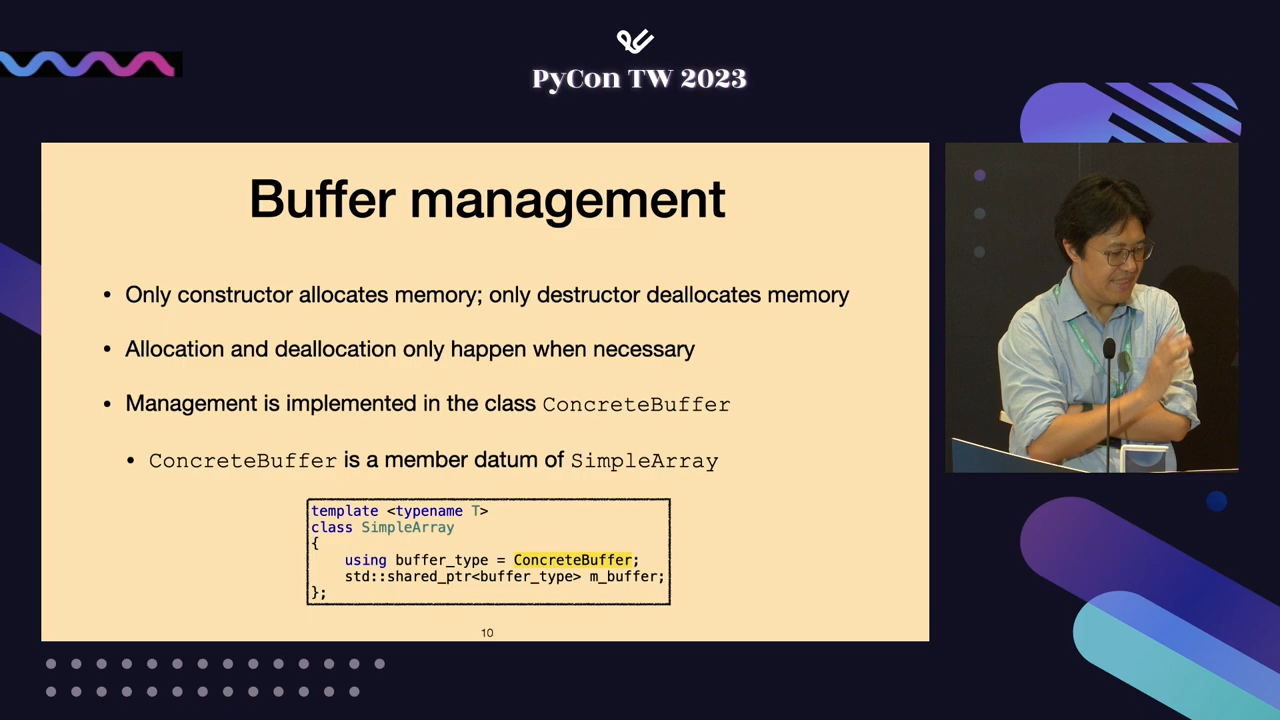 PyCon TW 2023
Buffer management
• Only constructor allocates memory; only destructor deallocates memory
• Allocation and deallocation only happen when necessary
• Management is implemented in the class ConcreteBuffer
• ConcreteBuffer is a member datum of SimpleArray
template <typename T>
class SimpleArray
{
    using buffer_type = ConcreteBuffer;
    std::shared_ptr<buffer_type> m_buffer;
};
10